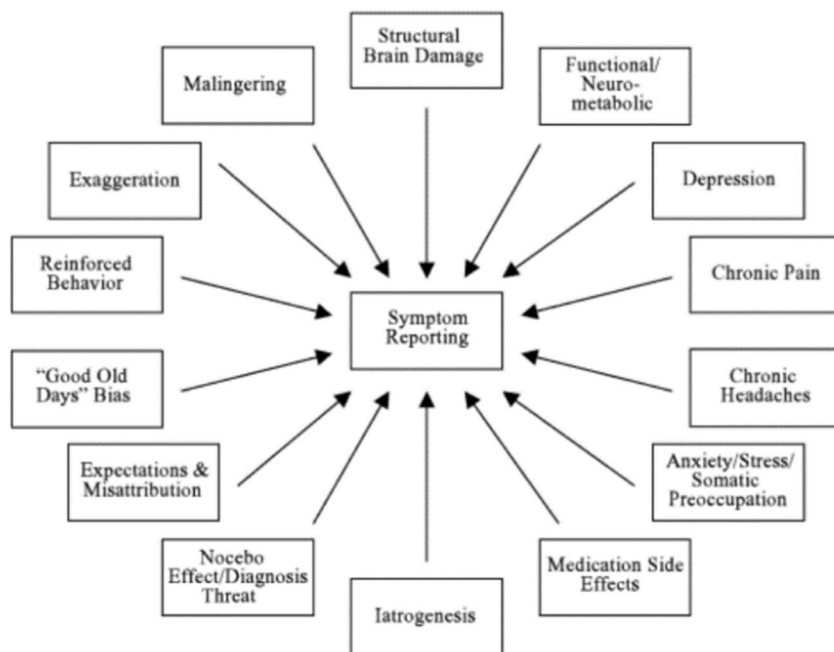 Structural
Brain Damage
Malingering
Functional/
Neuro-
metabolic
Exaggeration
Depression
Reinforced
Behavior
Chronic Pain
Symptom
Reporting
“Good Old
Days” Bias
Chronic
Headaches
Expectations &
Misattribution
Anxiety/Stress/
Somatic
Preoccupation
Nocebo
Effect/Diagnosis
Threat
Medication Side
Effects
Iatrogenesis